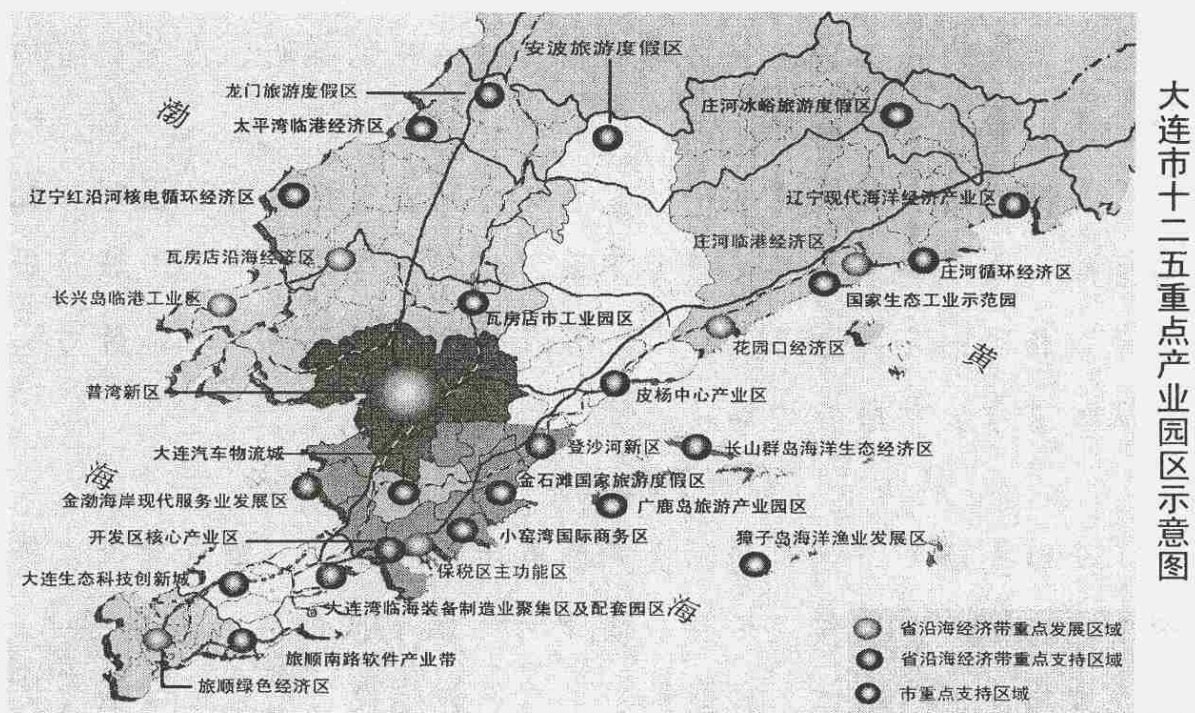 大连市十二五重点产业园区示意图
安波旅游度假区
龙门旅游度假区
庄河冰峪旅游度假区
渤
太平湾临港经济区
辽宁红沿河核电循环经济区
辽宁现代海洋经济产业区
瓦房店沿海经济区
庄河临港经济区
庄河循环经济区
长兴岛临港工业区
国家生态工业示范园
瓦房店市工业园区
花园口经济区
黄
普湾新区
皮杨中心产业区
大连汽车物流城
登沙河新区
长山群岛海洋生态经济区
海
金石滩国家旅游度假区
金渤海岸现代服务业发展区
广鹿岛旅游产业园区
开发区核心产业区
小窑湾国际商务区
獐子岛海洋渔业发展区
保税区主功能区
大连生态科技创新城
大连湾临海装备制造业聚集区及配套园区
海
省沿海经济带重点发展区域
旅顺南路软件产业带
省沿海经济带重点支持区域
旅顺绿色经济区
市重点支持区域